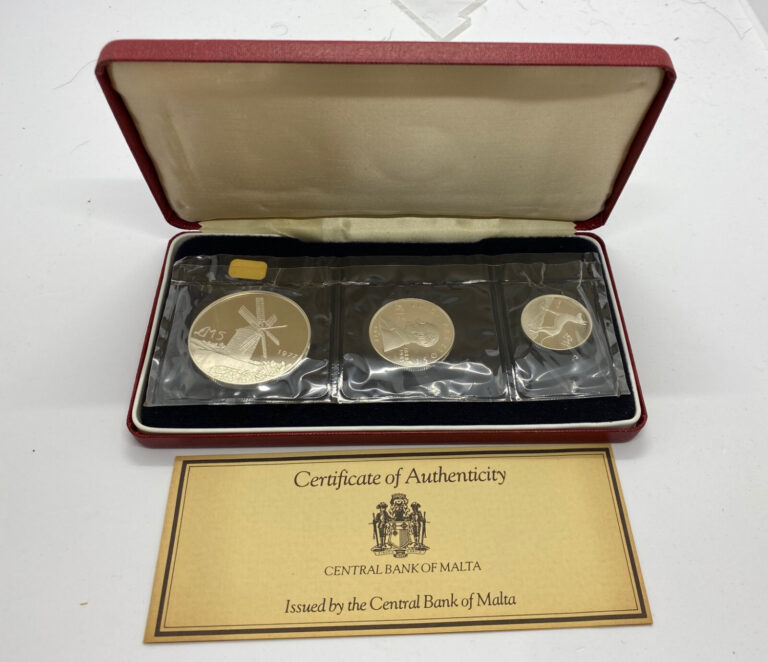 £M5
1977
Certificate of Authenticity
CENTRAL BANK OF MALTA
Issued by the Central Bank of Malta